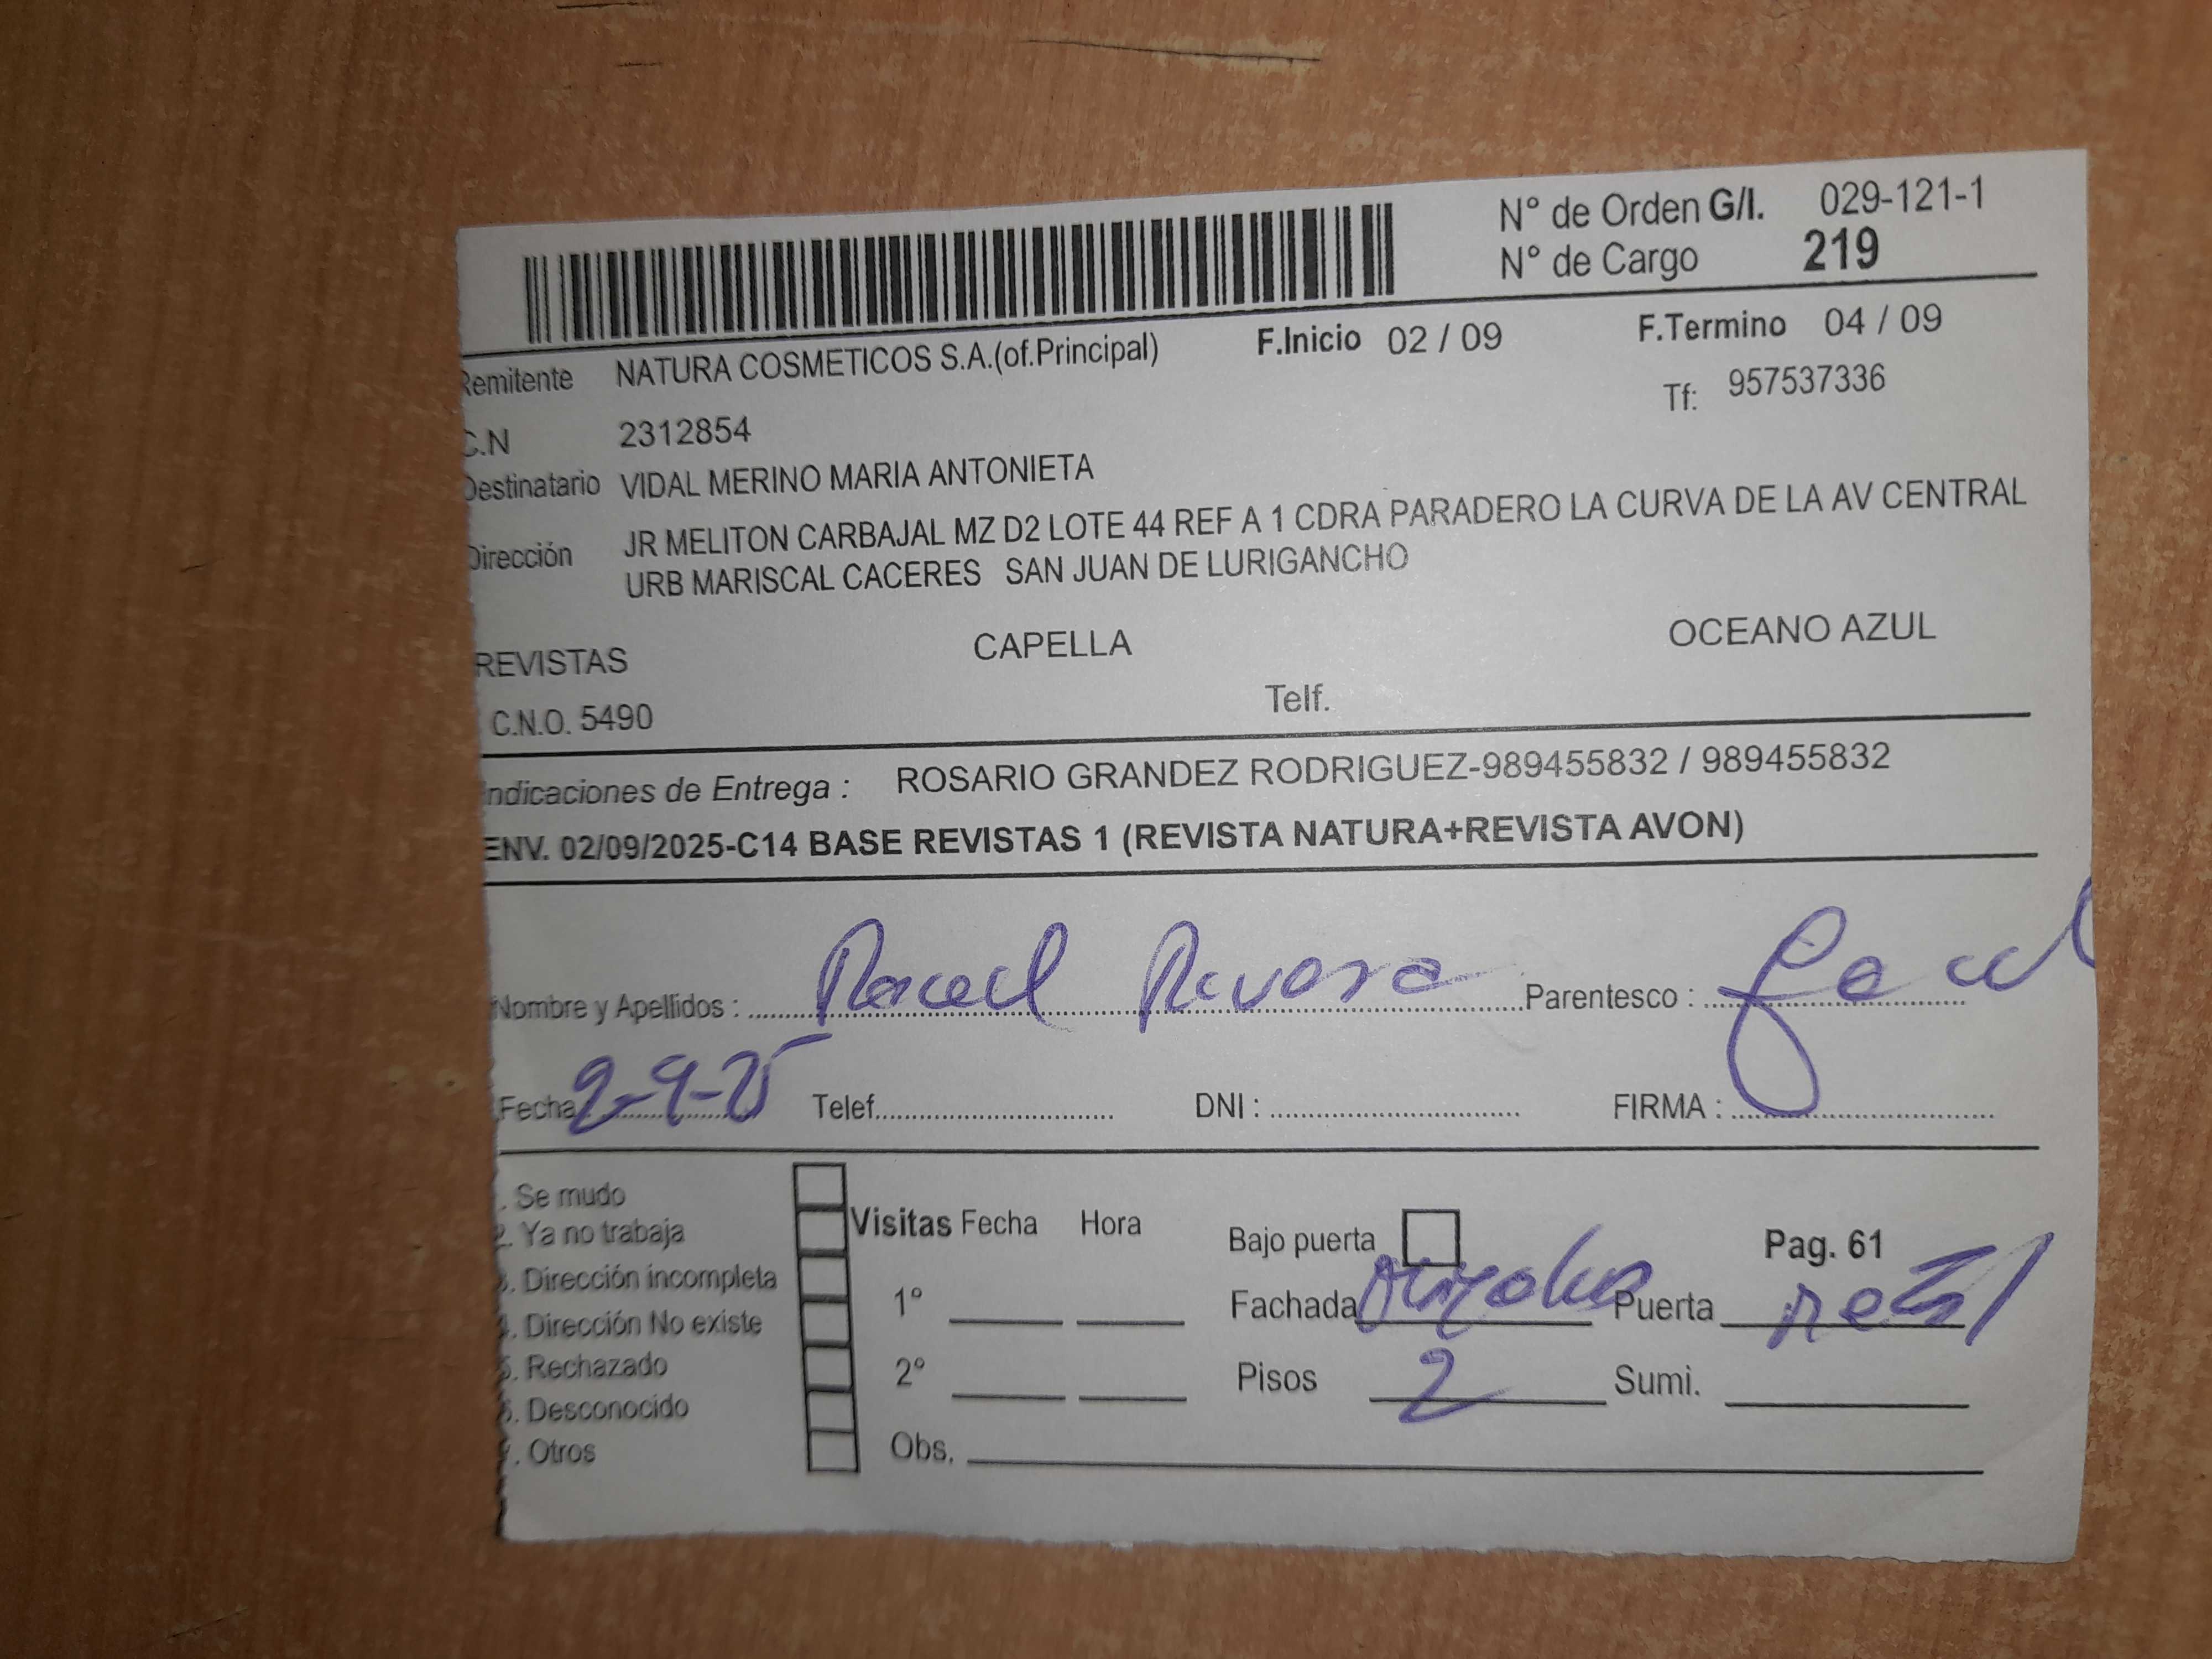 N° de Orden G/I. 029-121-1
N° de Cargo 219
Remitente NATURA COSMETICOS S.A.(of.Principal) F.Inicio 02 / 09 F.Termino 04 / 09
Tf: 957537336
C.N 2312854
Destinatario VIDAL MERINO MARIA ANTONIETA
Dirección JR MELITON CARBAJAL MZ D2 LOTE 44 REF A 1 CDRA PARADERO LA CURVA DE LA AV CENTRAL
URB MARISCAL CACERES SAN JUAN DE LURIGANCHO
REVISTAS CAPELLA OCEANO AZUL
C.N.O. 5490 Telf.
Indicaciones de Entrega : ROSARIO GRANDEZ RODRIGUEZ-989455832 / 989455832
ENV. 02/09/2025-C14 BASE REVISTAS 1 (REVISTA NATURA+REVISTA AVON)
Nombre y Apellidos : Parentesco :
Fecha 2-9-25 Telef. DNI : FIRMA :
. Se mudo
2. Ya no trabaja
3. Dirección incompleta
4. Dirección No existe
5. Rechazado
6. Desconocido
7. Otros
Visitas Fecha Hora
1°
2°
Obs.
Bajo puerta Pag. 61
Fachada Puerta
Pisos 2 Sumi.